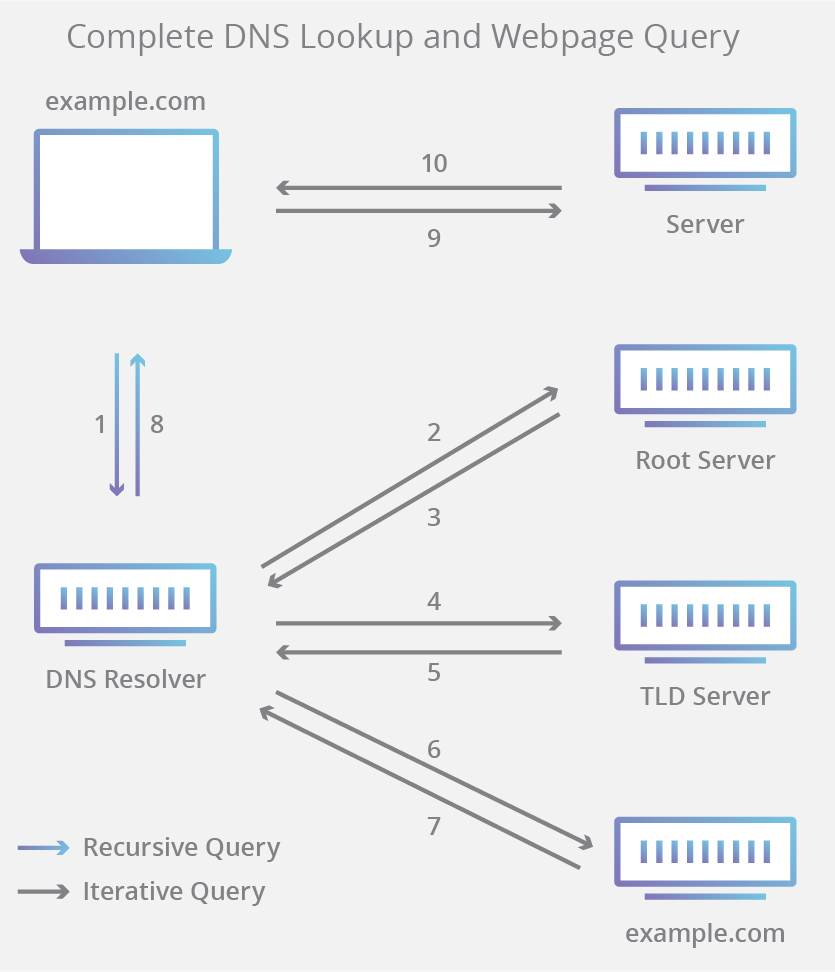 Complete DNS Lookup and Webpage Query
example.com
10
9
Server
1
8
2
3
Root Server
DNS Resolver
4
5
TLD Server
6
7
example.com
Recursive Query
Iterative Query